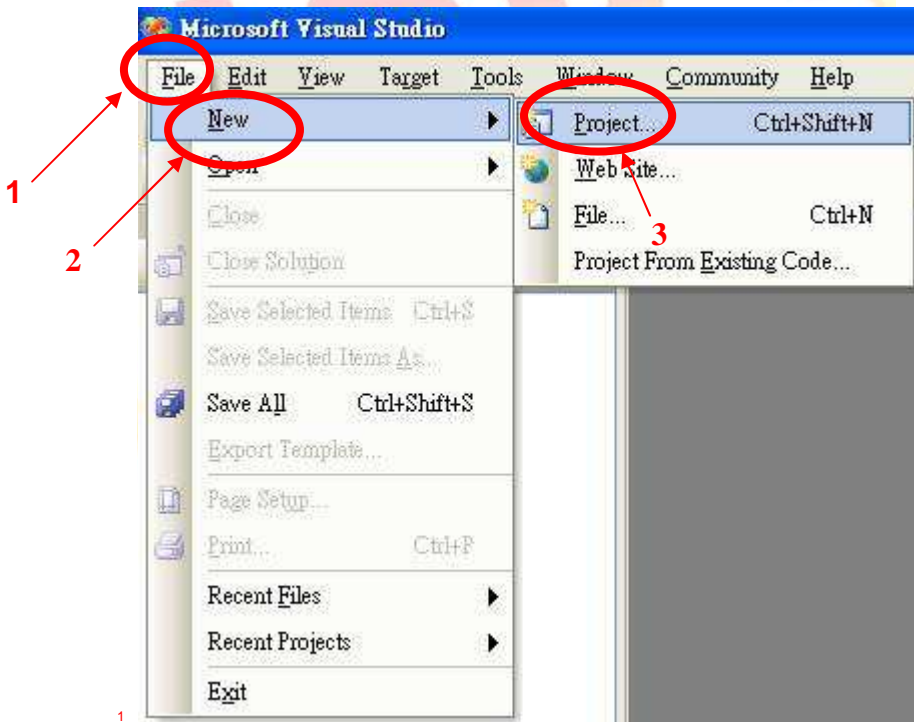 Microsoft Visual Studio
File Edit View Target Tools Window Community Help
1
New
2
Open
Close
Close Solution
Save Selected Items Ctrl+S
Save Selected Items As...
Save All Ctrl+Shift+S
Export Template...
Page Setup...
Print... Ctrl+P
Recent Files
Recent Projects
Exit
Project... Ctrl+Shift+N
Web Site...
File... Ctrl+N
3
Project From Existing Code...
1